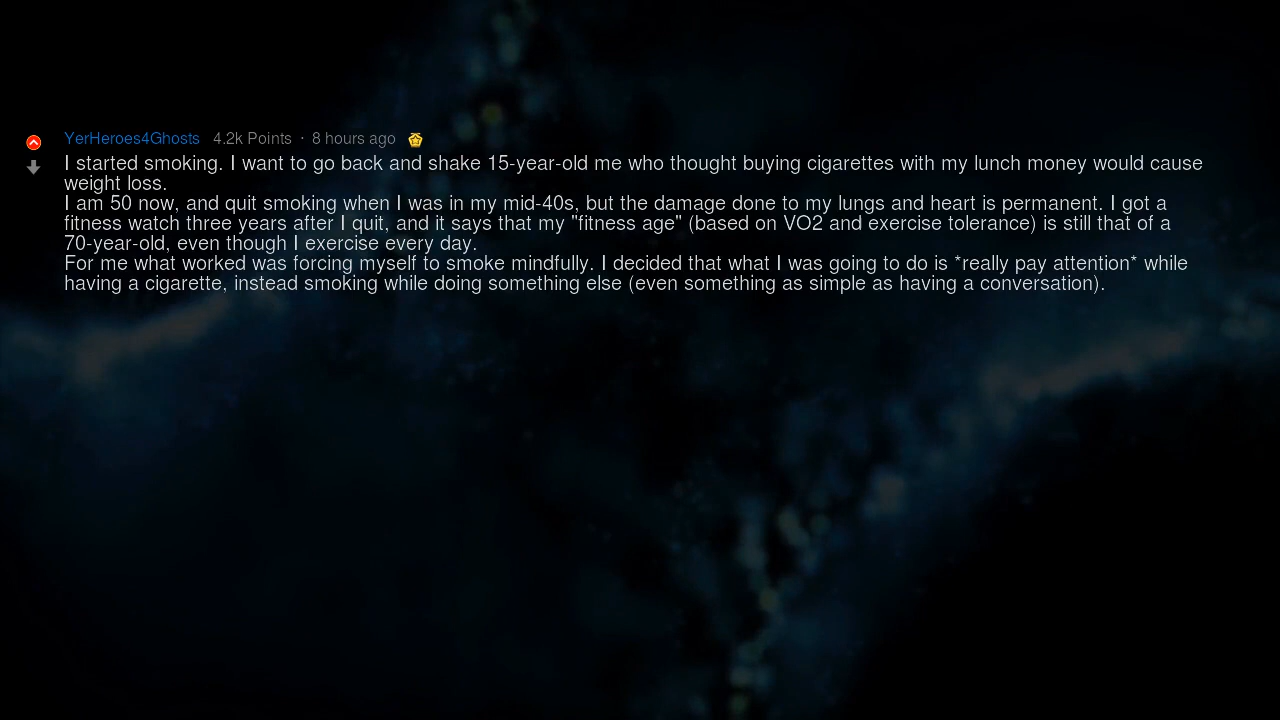 YerHeroes4Ghosts 4.2k Points · 8 hours ago
I started smoking. I want to go back and shake 15-year-old me who thought buying cigarettes with my lunch money would cause
weight loss.
I am 50 now, and quit smoking when I was in my mid-40s, but the damage done to my lungs and heart is permanent. I got a
fitness watch three years after I quit, and it says that my "fitness age" (based on VO2 and exercise tolerance) is still that of a
70-year-old, even though I exercise every day.
For me what worked was forcing myself to smoke mindfully. I decided that what I was going to do is *really pay attention* while
having a cigarette, instead smoking while doing something else (even something as simple as having a conversation).